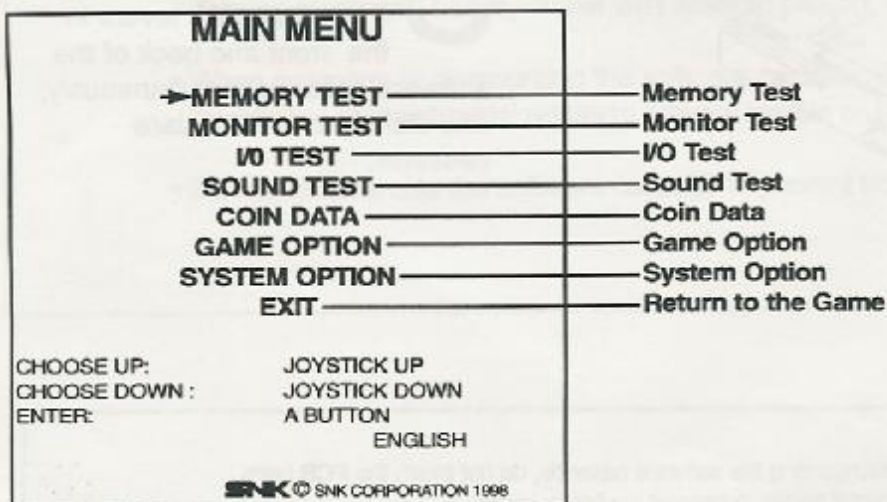 MAIN MENU
MEMORY TEST Memory Test
MONITOR TEST Monitor Test
I/0 TEST I/O Test
SOUND TEST Sound Test
COIN DATA Coin Data
GAME OPTION Game Option
SYSTEM OPTION System Option
EXIT Return to the Game
CHOOSE UP: JOYSTICK UP
CHOOSE DOWN : JOYSTICK DOWN
ENTER: A BUTTON
ENGLISH
SNK © SNK CORPORATION 1998